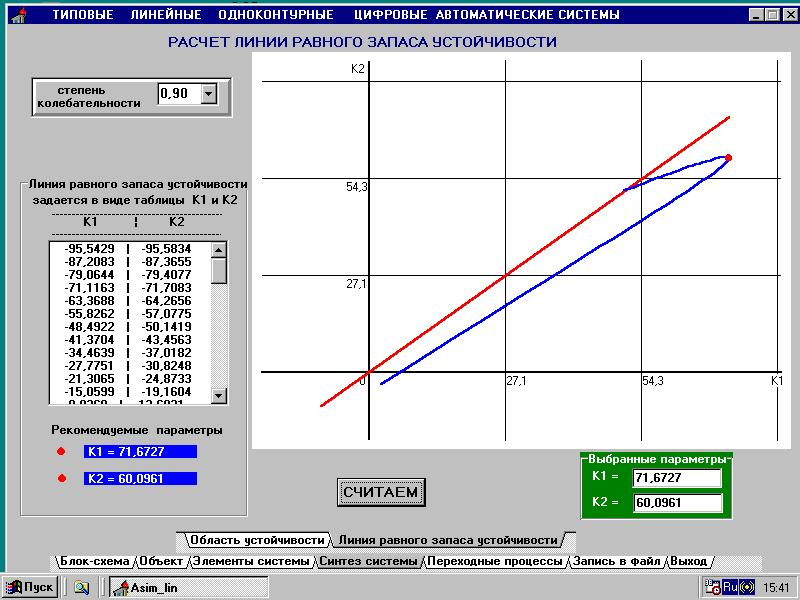 ТИПОВЫЕ ЛИНЕЙНЫЕ ОДНОКОНТУРНЫЕ ЦИФРОВЫЕ АВТОМАТИЧЕСКИЕ СИСТЕМЫ
РАСЧЕТ ЛИНИИ РАВНОГО ЗАПАСА УСТОЙЧИВОСТИ
степень
колебательности
0,90
Линия равного запаса устойчивости
задается в виде таблицы K1 и K2
K1 ¦ K2
-95,5429 | -95,5834
-87,2083 | -87,3655
-79,0644 | -79,4077
-71,1163 | -71,7083
-63,3688 | -64,2656
-55,8262 | -57,0775
-48,4922 | -50,1419
-41,3704 | -43,4563
-34,4639 | -37,0182
-27,7751 | -30,8248
-21,3065 | -24,8733
-15,0599 | -19,1604
Рекомендуемые параметры
K1 = 71,6727
K2 = 60,0961
K2
54,3
27,1
0
27,1
54,3
K1
СЧИТАЕМ
Выбранные параметры
K1 =
71,6727
K2 =
60,0961
Область устойчивости
Линия равного запаса устойчивости
Блок-схема
Объект
Элементы системы
Синтез системы
Переходные процессы
Запись в файл
Выход
Пуск
Asim_lin
Ru
15:41